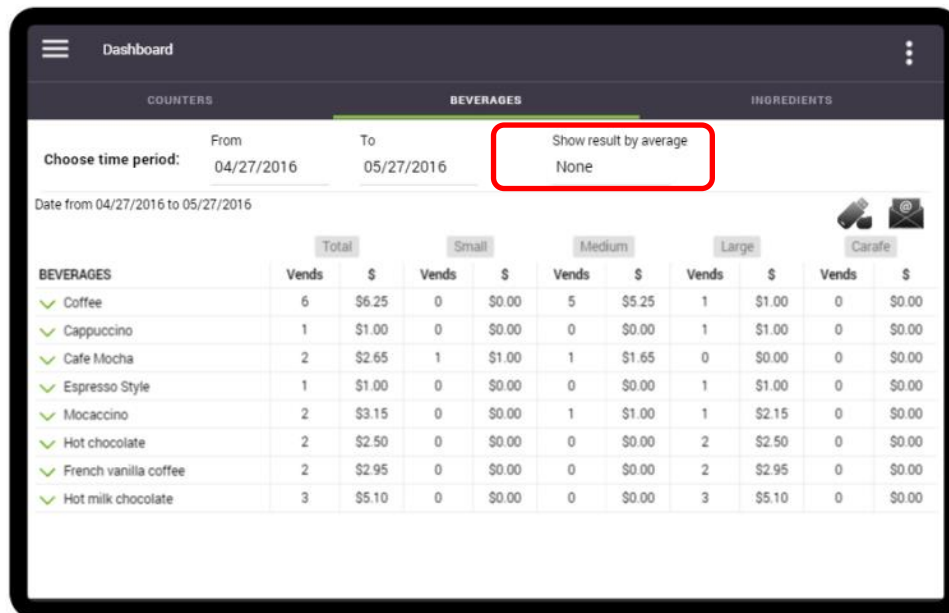 Dashboard
COUNTERS BEVERAGES INGREDIENTS
From To Show result by average
Choose time period: 04/27/2016 05/27/2016 None
Date from 04/27/2016 to 05/27/2016
@
Total Small Medium Large Carafe
BEVERAGES Vends $ Vends $ Vends $ Vends $ Vends $
Coffee 6 $6.25 0 $0.00 5 $5.25 1 $1.00 0 $0.00
Cappuccino 1 $1.00 0 $0.00 0 $0.00 1 $1.00 0 $0.00
Cafe Mocha 2 $2.65 1 $1.00 1 $1.65 0 $0.00 0 $0.00
Espresso Style 1 $1.00 0 $0.00 0 $0.00 1 $1.00 0 $0.00
Mocaccino 2 $3.15 0 $0.00 1 $1.00 1 $2.15 0 $0.00
Hot chocolate 2 $2.50 0 $0.00 0 $0.00 2 $2.50 0 $0.00
French vanilla coffee 2 $2.95 0 $0.00 0 $0.00 2 $2.95 0 $0.00
Hot milk chocolate 3 $5.10 0 $0.00 0 $0.00 3 $5.10 0 $0.00